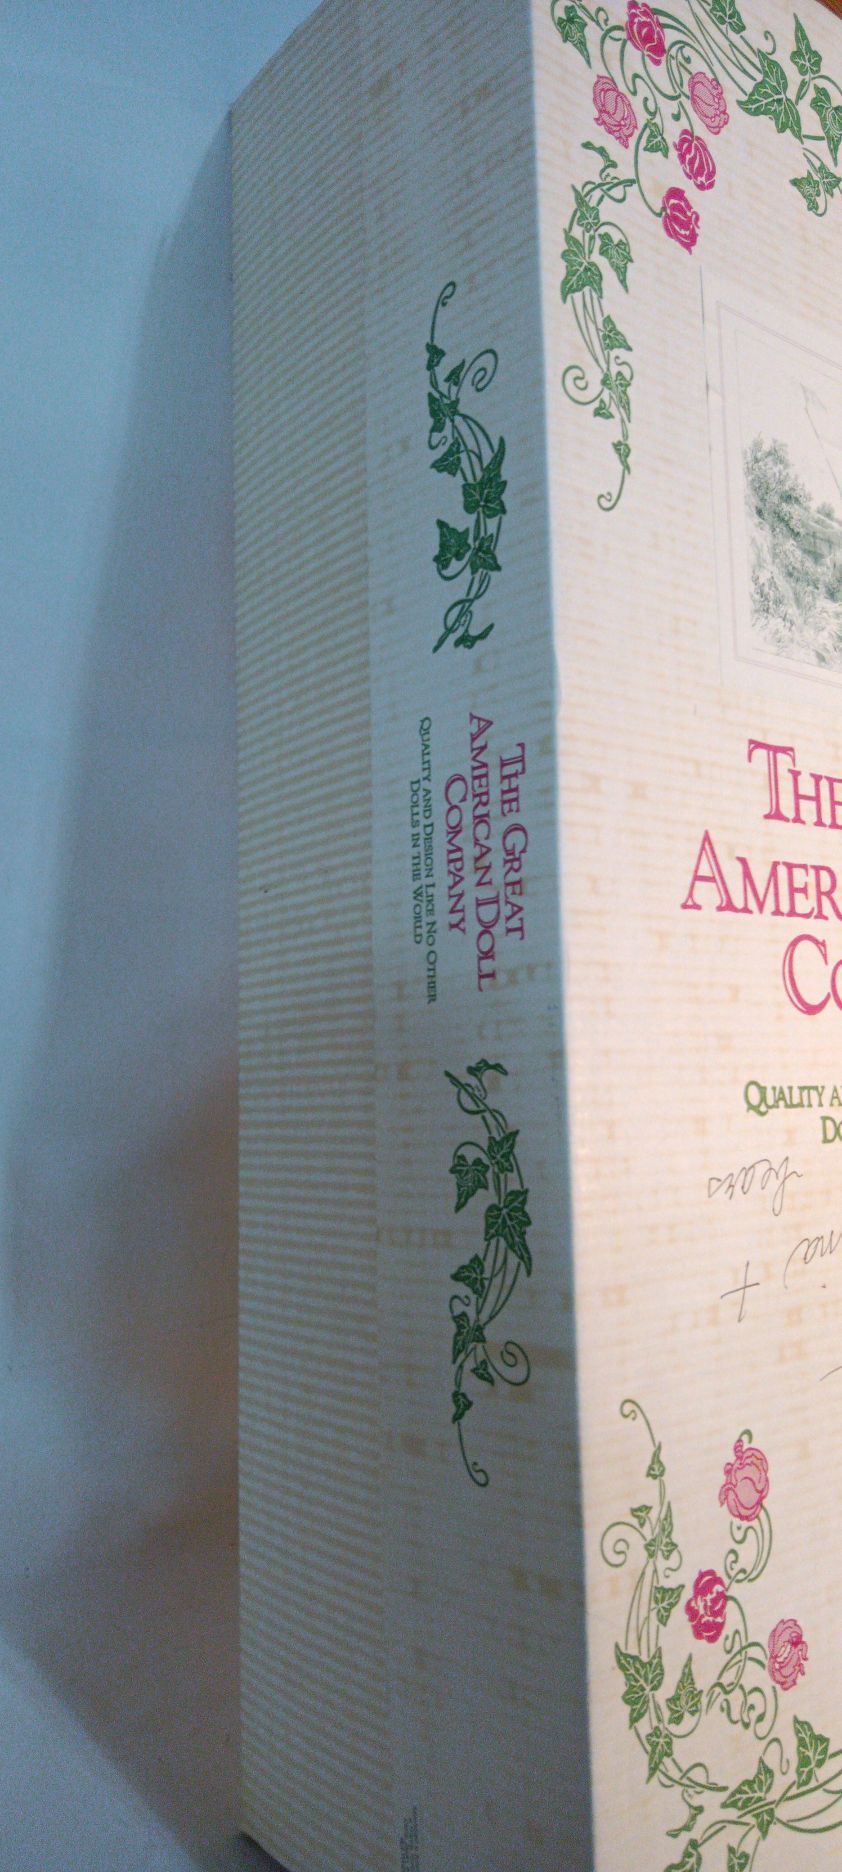 THE GREAT
AMERICAN DOLL
COMPANY
QUALITY AND DESIGN LIKE NO OTHER
DOLLS IN THE WORLD
THE
AMER
CO
QUALITY A
DO
bears
+